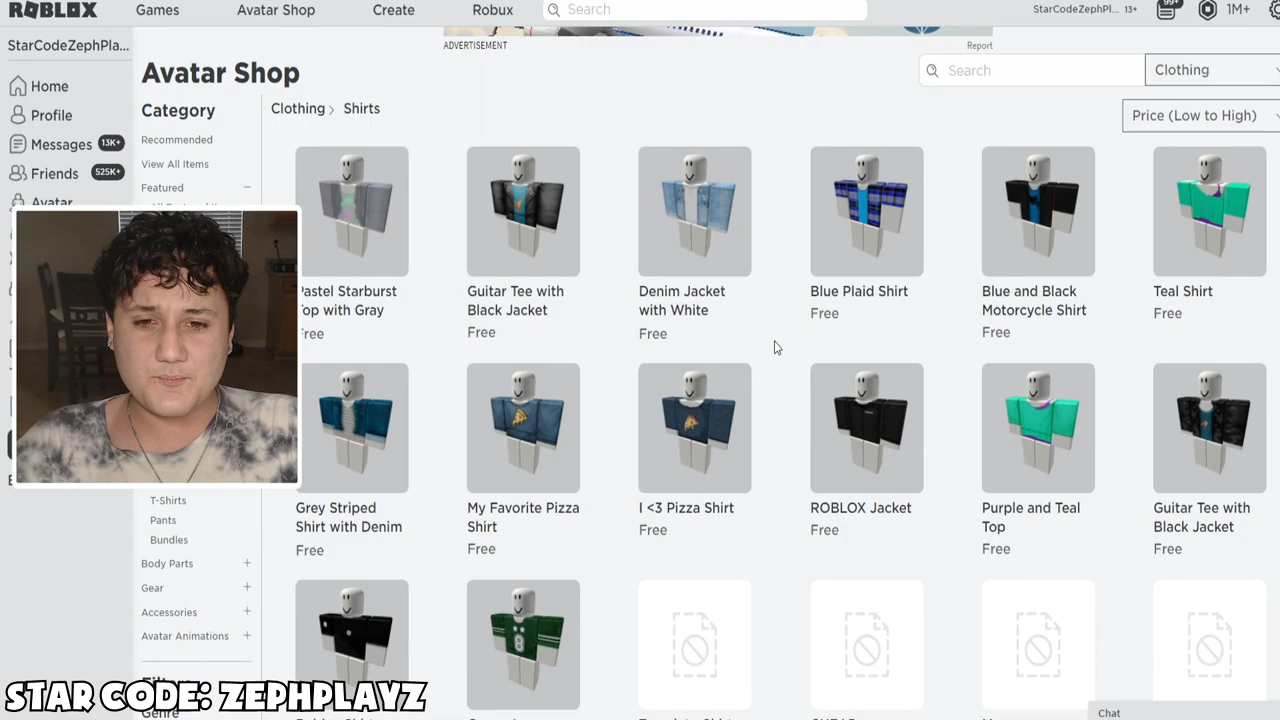 ROBLOX
Games
Avatar Shop
Create
Robux
Search
StarCodeZephPl... 13+
99+
1M+
StarCodeZephPla...
ADVERTISEMENT
Report
Home
Profile
Messages 13K+
Friends 525K+
Avatar
Avatar Shop
Search
Clothing
Category
Clothing > Shirts
Price (Low to High)
Recommended
View All Items
Featured
Pastel Starburst Top with Gray
Free
Guitar Tee with Black Jacket
Free
Denim Jacket with White
Free
Blue Plaid Shirt
Free
Blue and Black Motorcycle Shirt
Free
Teal Shirt
Free
Grey Striped Shirt with Denim
Free
My Favorite Pizza Shirt
Free
I <3 Pizza Shirt
Free
ROBLOX Jacket
Free
Purple and Teal Top
Free
Guitar Tee with Black Jacket
Free
T-Shirts
Pants
Bundles
Body Parts +
Gear +
Accessories +
Avatar Animations +
8
Genre
Chat
STAR CODE: ZEPHPLAYZ